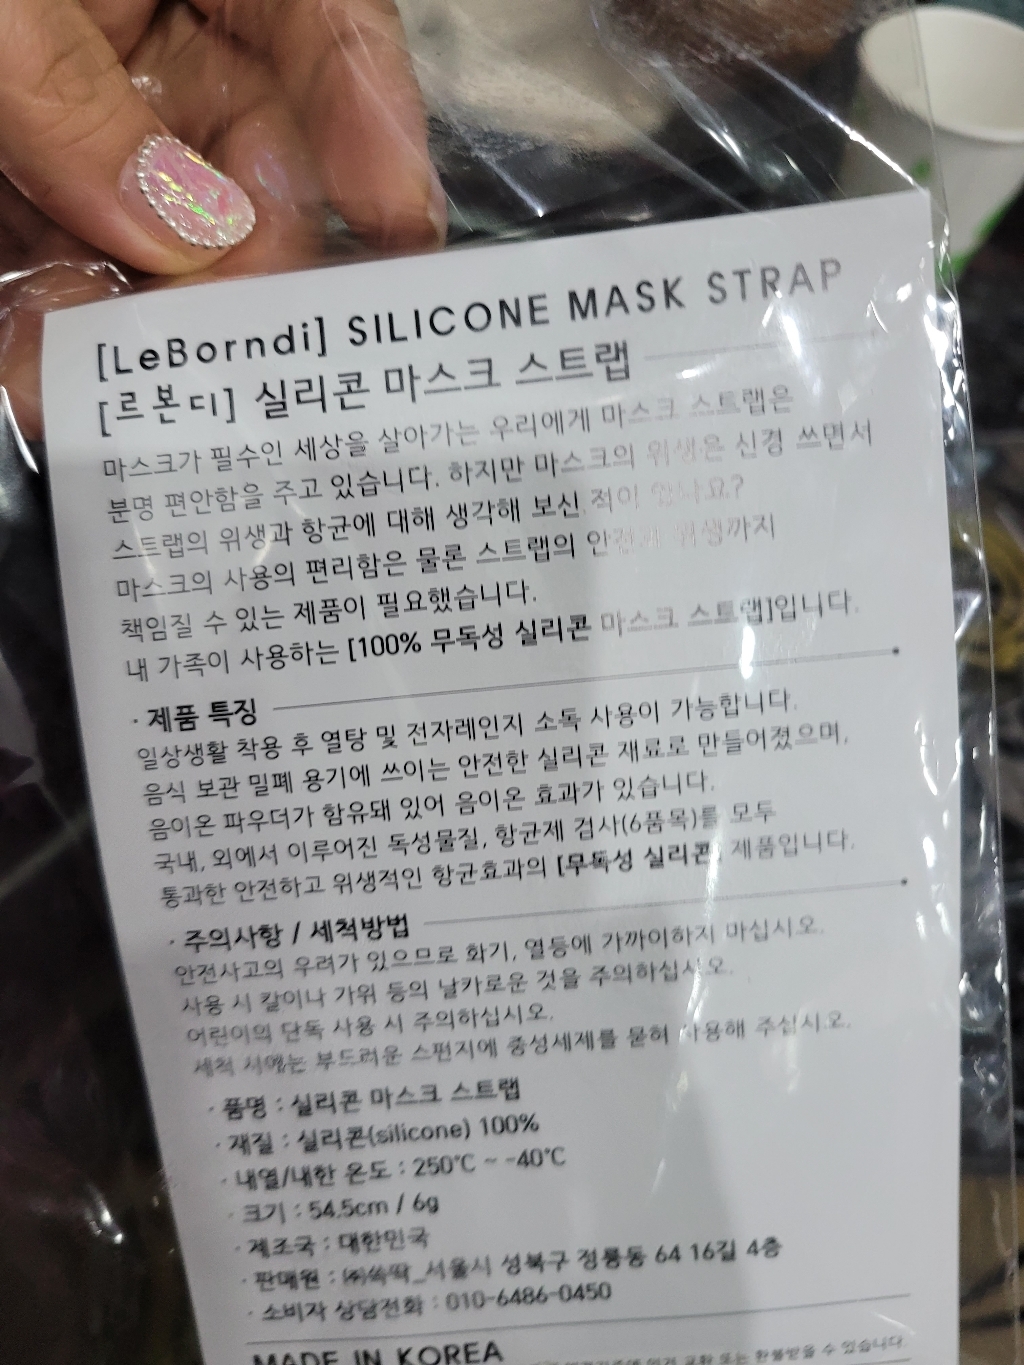 [LeBorndi] SILICONE MASK STRAP
[르본디] 실리콘 마스크 스트랩
마스크가 필수인 세상을 살아가는 우리에게 마스크 스트랩은
분명 편안함을 주고 있습니다. 하지만 마스크의 위생은 신경 쓰면서
스트랩의 위생과 항균에 대해 생각해 보신 적이
마스크의 사용의 편리함은 물론 스트랩의 위생까지
책임질 수 있는 제품이 필요했습니다.
내 가족이 사용하는 [100% 무독성 실리콘 마스크 스트랩]입니다.
· 제품 특징
일상생활 착용 후 열탕 및 전자레인지 소독 사용이 가능합니다.
음식 보관 밀폐 용기에 쓰이는 안전한 실리콘 재료로 만들어졌으며,
음이온 파우더가 함유돼 있어 음이온 효과가 있습니다.
국내, 외에서 이루어진 독성물질, 항균제 검사(6품목)를 모두
통과한 안전하고 위생적인 항균효과의 [무독성 실리콘] 제품입니다.
· 주의사항 / 세척방법
안전사고의 우려가 있으므로 화기, 열등에 가까이하지 마십시오.
사용 시 칼이나 가위 등의 날카로운 것을 주의하십시오.
어린이의 단독 사용 시 주의하십시오.
세척 시에는 부드러운 스펀지에 중성세제를 묻혀 사용해 주십시오.
· 품명 : 실리콘 마스크 스트랩
· 재질 : 실리콘(silicone) 100%
· 내열/내한 온도 : 250℃ ~ -40℃
· 크기 : 54.5cm / 6g
· 제조국 : 대한민국
· 판매원 : ㈜쏙딱_서울시 성북구 정릉동 64 16길 4층
· 소비자 상담전화 : 010-6486-0450
MADE IN KOREA
교환 또는 환불받을 수 있습니다.